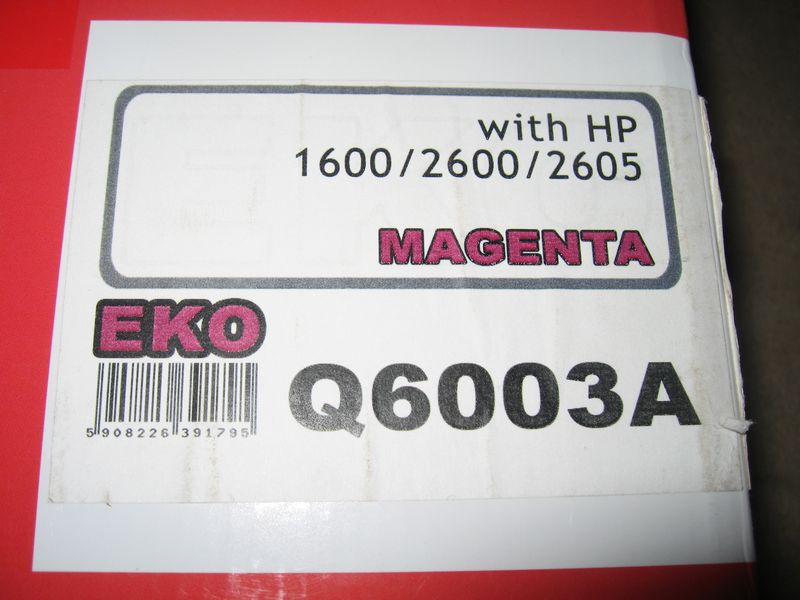 with HP
1600/2600/2605
MAGENTA
EKO
Q6003A
5 908226 391795